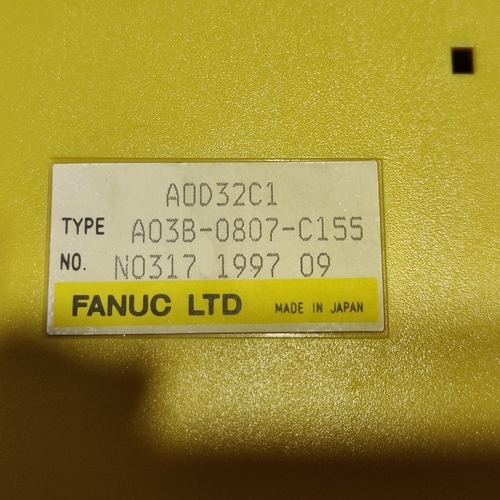 AOD32C1
TYPE A03B-0807-C155
NO. N0317 1997 09
FANUC LTD MADE IN JAPAN